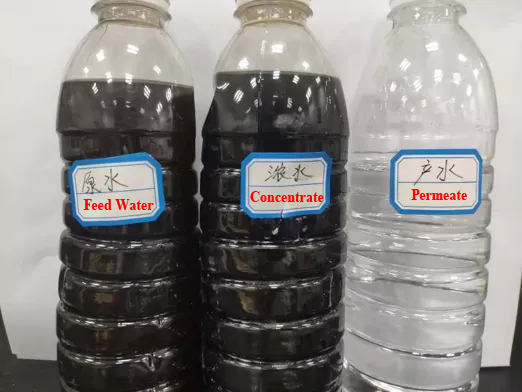 原水
Feed Water
浓水
Concentrate
产水
Permeate